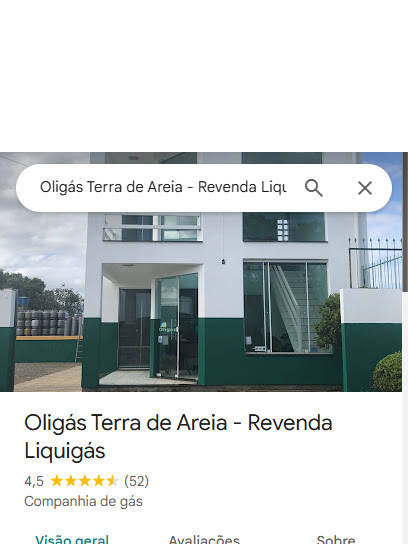 Oligás Terra de Areia - Revenda Liqu
Oligás
Oligás Terra de Areia - Revenda
Liquigás
4,5 (52)
Companhia de gás
Visão geral Avaliações Sobre